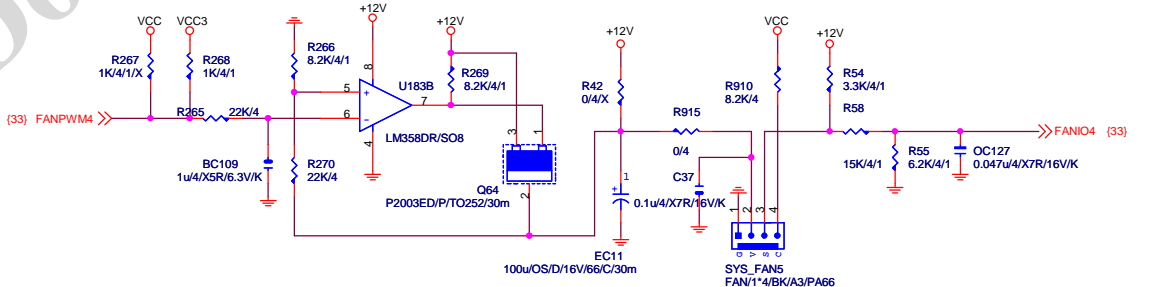 VCC
VCC3
+12V
+12V
+12V
VCC
+12V
R267
1K/4/1/X
R268
1K/4/1
R266
8.2K/4/1
8
U183B
R269
8.2K/4/1
R42
0/4/X
R910
8.2K/4
R54
3.3K/4/1
5
+
7
6
-
4
LM358DR/SO8
{33} FANPWM4
R265
22K/4
R915
0/4
R58
15K/4/1
FANIO4 {33}
3
1
BC109
1u/4/X5R/6.3V/K
R270
22K/4
Q64
P2003ED/P/TO252/30m
2
+
1
C37
0.1u/4/X7R/16V/K
R55
6.2K/4/1
OC127
0.047u/4/X7R/16V/K
1
2
3
4
EC11
100u/OS/D/16V/66/C/30m
G
V
S
C
SYS_FAN5
FAN/1*4/BK/A3/PA66